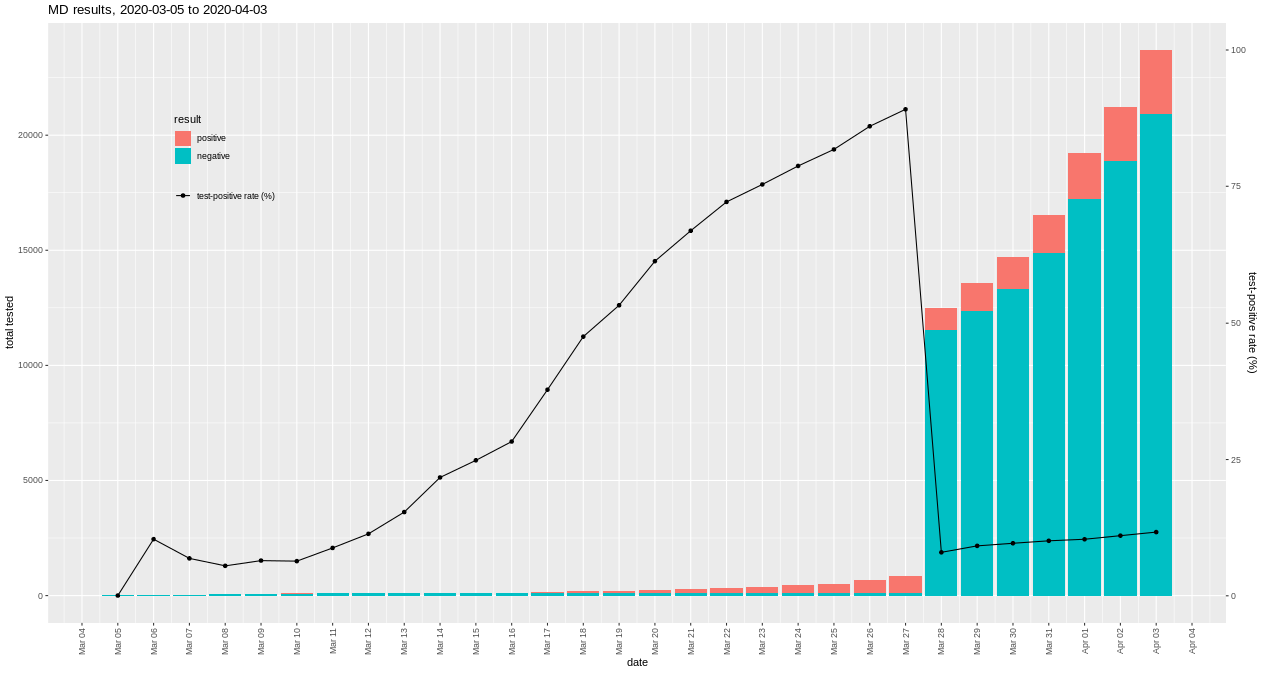 MD results, 2020-03-05 to 2020-04-03
result
positive
negative
test-positive rate (%)
total tested
20000
15000
10000
5000
0
100
75
50
25
0
test-positive rate (%)
Mar 04
Mar 05
Mar 06
Mar 07
Mar 08
Mar 09
Mar 10
Mar 11
Mar 12
Mar 13
Mar 14
Mar 15
Mar 16
Mar 17
Mar 18
Mar 19
Mar 20
Mar 21
Mar 22
Mar 23
Mar 24
Mar 25
Mar 26
Mar 27
Mar 28
Mar 29
Mar 30
Mar 31
Apr 01
Apr 02
Apr 03
Apr 04
date